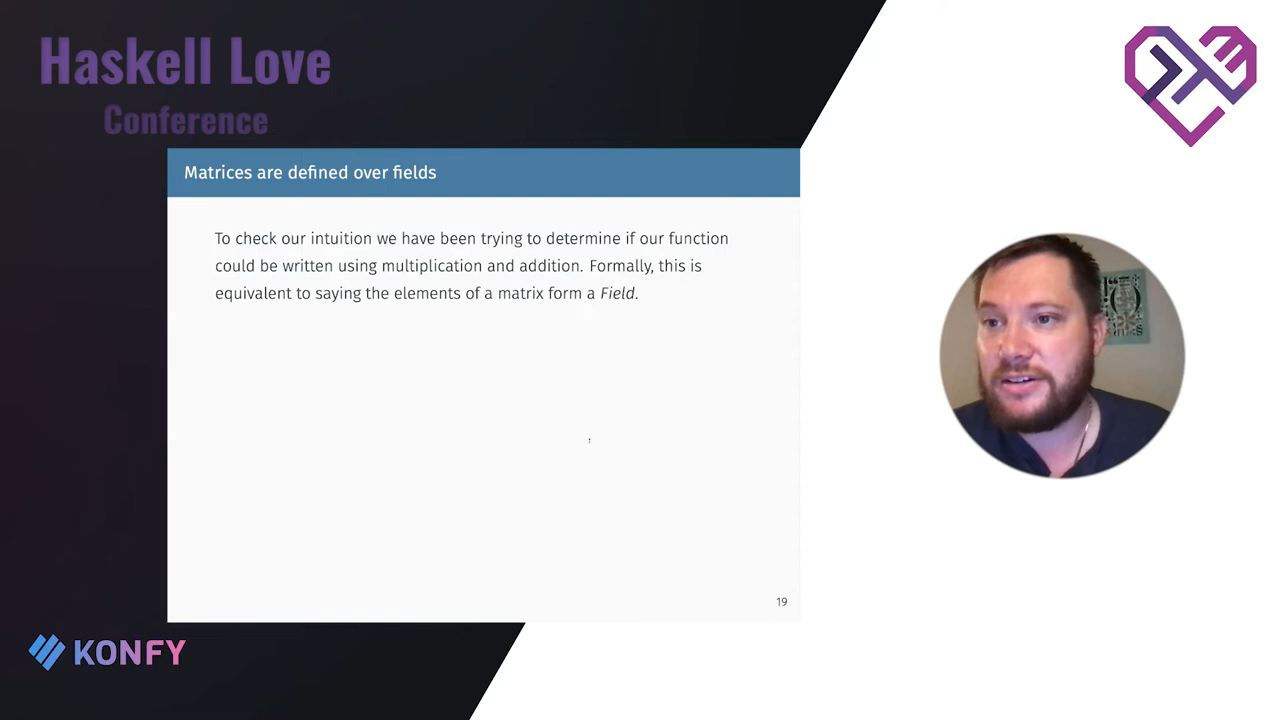 Haskell Love
Conference
Matrices are defined over fields
To check our intuition we have been trying to determine if our function
could be written using multiplication and addition. Formally, this is
equivalent to saying the elements of a matrix form a Field.
19
KONFY